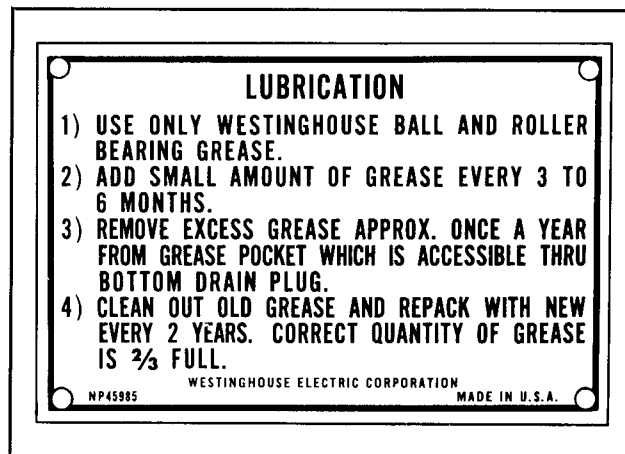 LUBRICATION
1) USE ONLY WESTINGHOUSE BALL AND ROLLER
BEARING GREASE.
2) ADD SMALL AMOUNT OF GREASE EVERY 3 TO
6 MONTHS.
3) REMOVE EXCESS GREASE APPROX. ONCE A YEAR
FROM GREASE POCKET WHICH IS ACCESSIBLE THRU
BOTTOM DRAIN PLUG.
4) CLEAN OUT OLD GREASE AND REPACK WITH NEW
EVERY 2 YEARS. CORRECT QUANTITY OF GREASE
IS ⅔ FULL.
WESTINGHOUSE ELECTRIC CORPORATION
NP45985 MADE IN U.S.A.